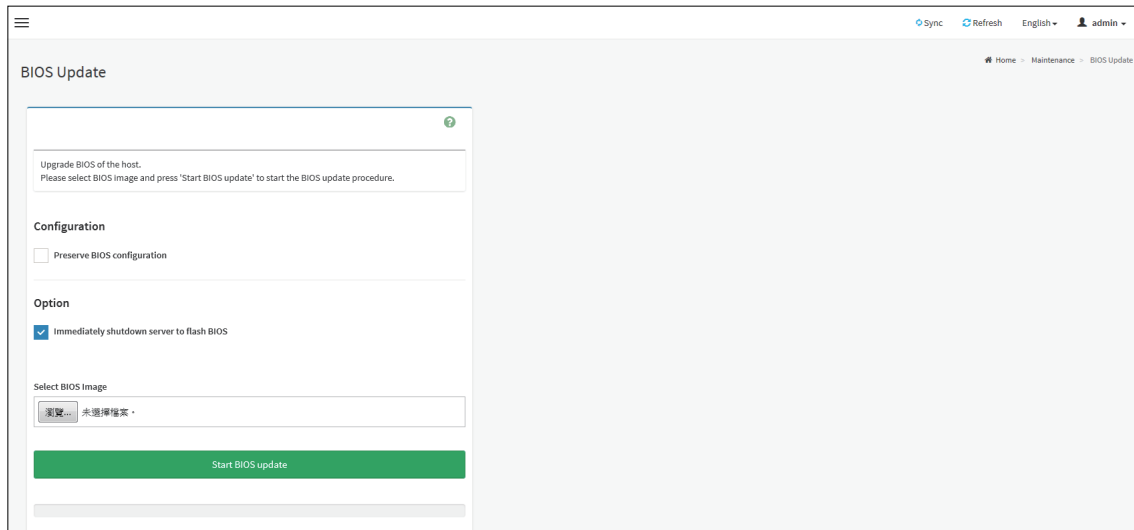 Sync Refresh English admin
BIOS Update
Home > Maintenance > BIOS Update
Upgrade BIOS of the host.
Please select BIOS image and press 'Start BIOS update' to start the BIOS update procedure.
Configuration
Preserve BIOS configuration
Option
Immediately shutdown server to flash BIOS
Select BIOS Image
瀏覽... 未選擇檔案。
Start BIOS update